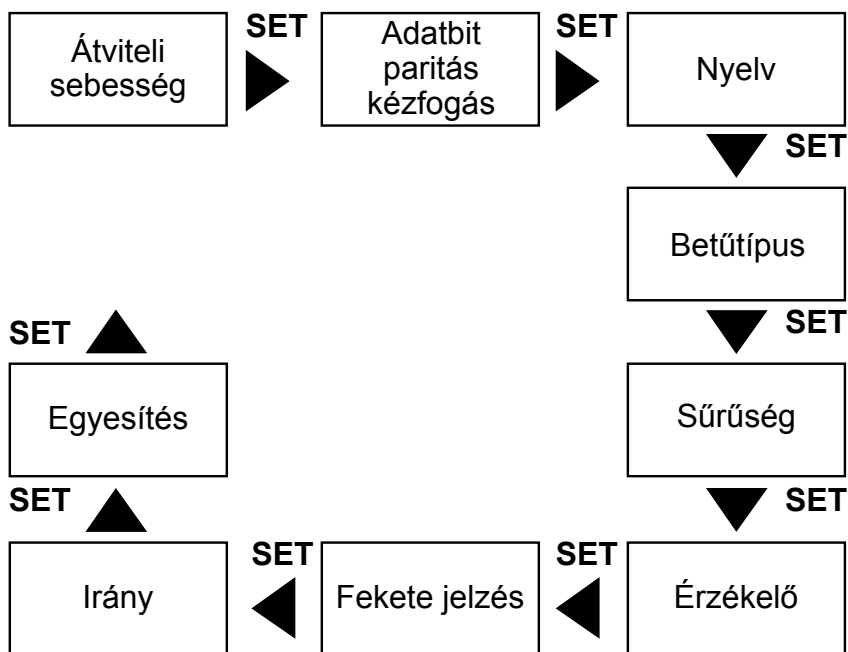 Átviteli
sebesség
SET
Adatbit
paritás
kézfogás
SET
Nyelv
SET
Betűtípus
SET
Sűrűség
SET
Érzékelő
SET
Fekete jelzés
SET
Irány
SET
Egyesítés
SET